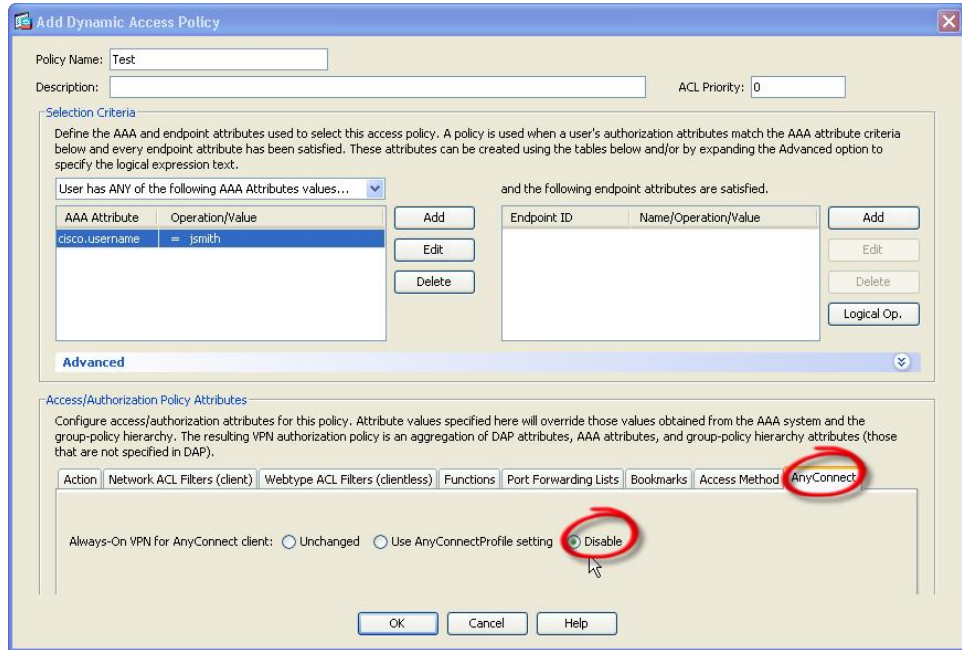 Add Dynamic Access Policy
Policy Name: Test
Description: ACL Priority: 0
Selection Criteria
Define the AAA and endpoint attributes used to select this access policy. A policy is used when a user's authorization attributes match the AAA attribute criteria
below and every endpoint attribute has been satisfied. These attributes can be created using the tables below and/or by expanding the Advanced option to
specify the logical expression text.
User has ANY of the following AAA Attributes values... and the following endpoint attributes are satisfied.
AAA Attribute Operation/Value Add Endpoint ID Name/Operation/Value Add
cisco.username = jsmith
Edit Edit
Delete Delete
Logical Op.
Advanced
Access/Authorization Policy Attributes
Configure access/authorization attributes for this policy. Attribute values specified here will override those values obtained from the AAA system and the
group-policy hierarchy. The resulting VPN authorization policy is an aggregation of DAP attributes, AAA attributes, and group-policy hierarchy attributes (those
that are not specified in DAP).
Action Network ACL Filters (client) Webtype ACL Filters (clientless) Functions Port Forwarding Lists Bookmarks Access Method AnyConnect
Always-On VPN for AnyConnect client: Unchanged Use AnyConnectProfile setting Disable
OK Cancel Help